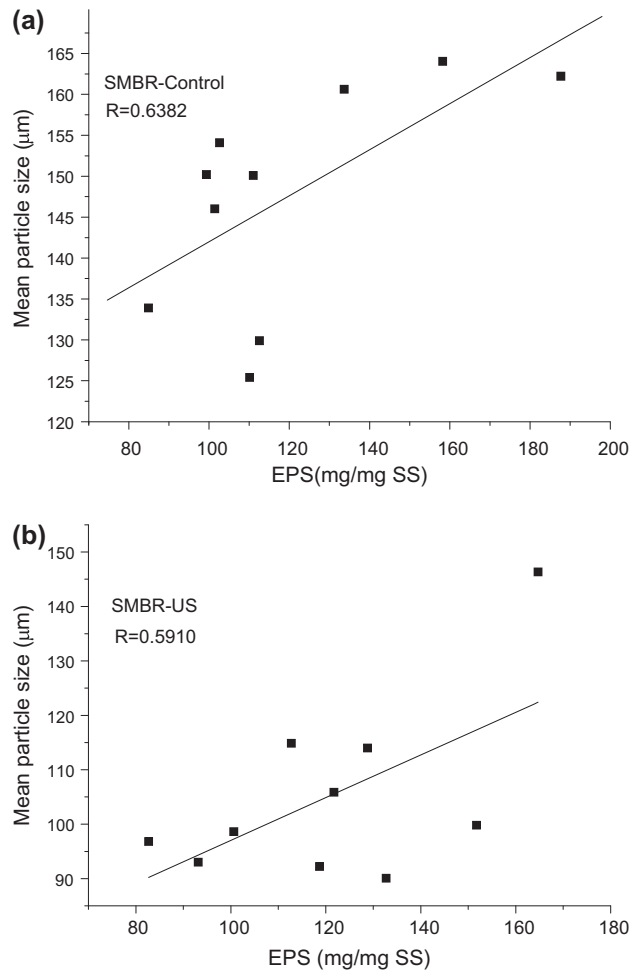 (a)
SMBR-Control
R=0.6382
Mean particle size (μm)
165
160
155
150
145
140
135
130
125
120
80 100 120 140 160 180 200
EPS(mg/mg SS)
(b)
SMBR-US
R=0.5910
Mean particle size (μm)
150
140
130
120
110
100
90
80 100 120 140 160 180
EPS (mg/mg SS)